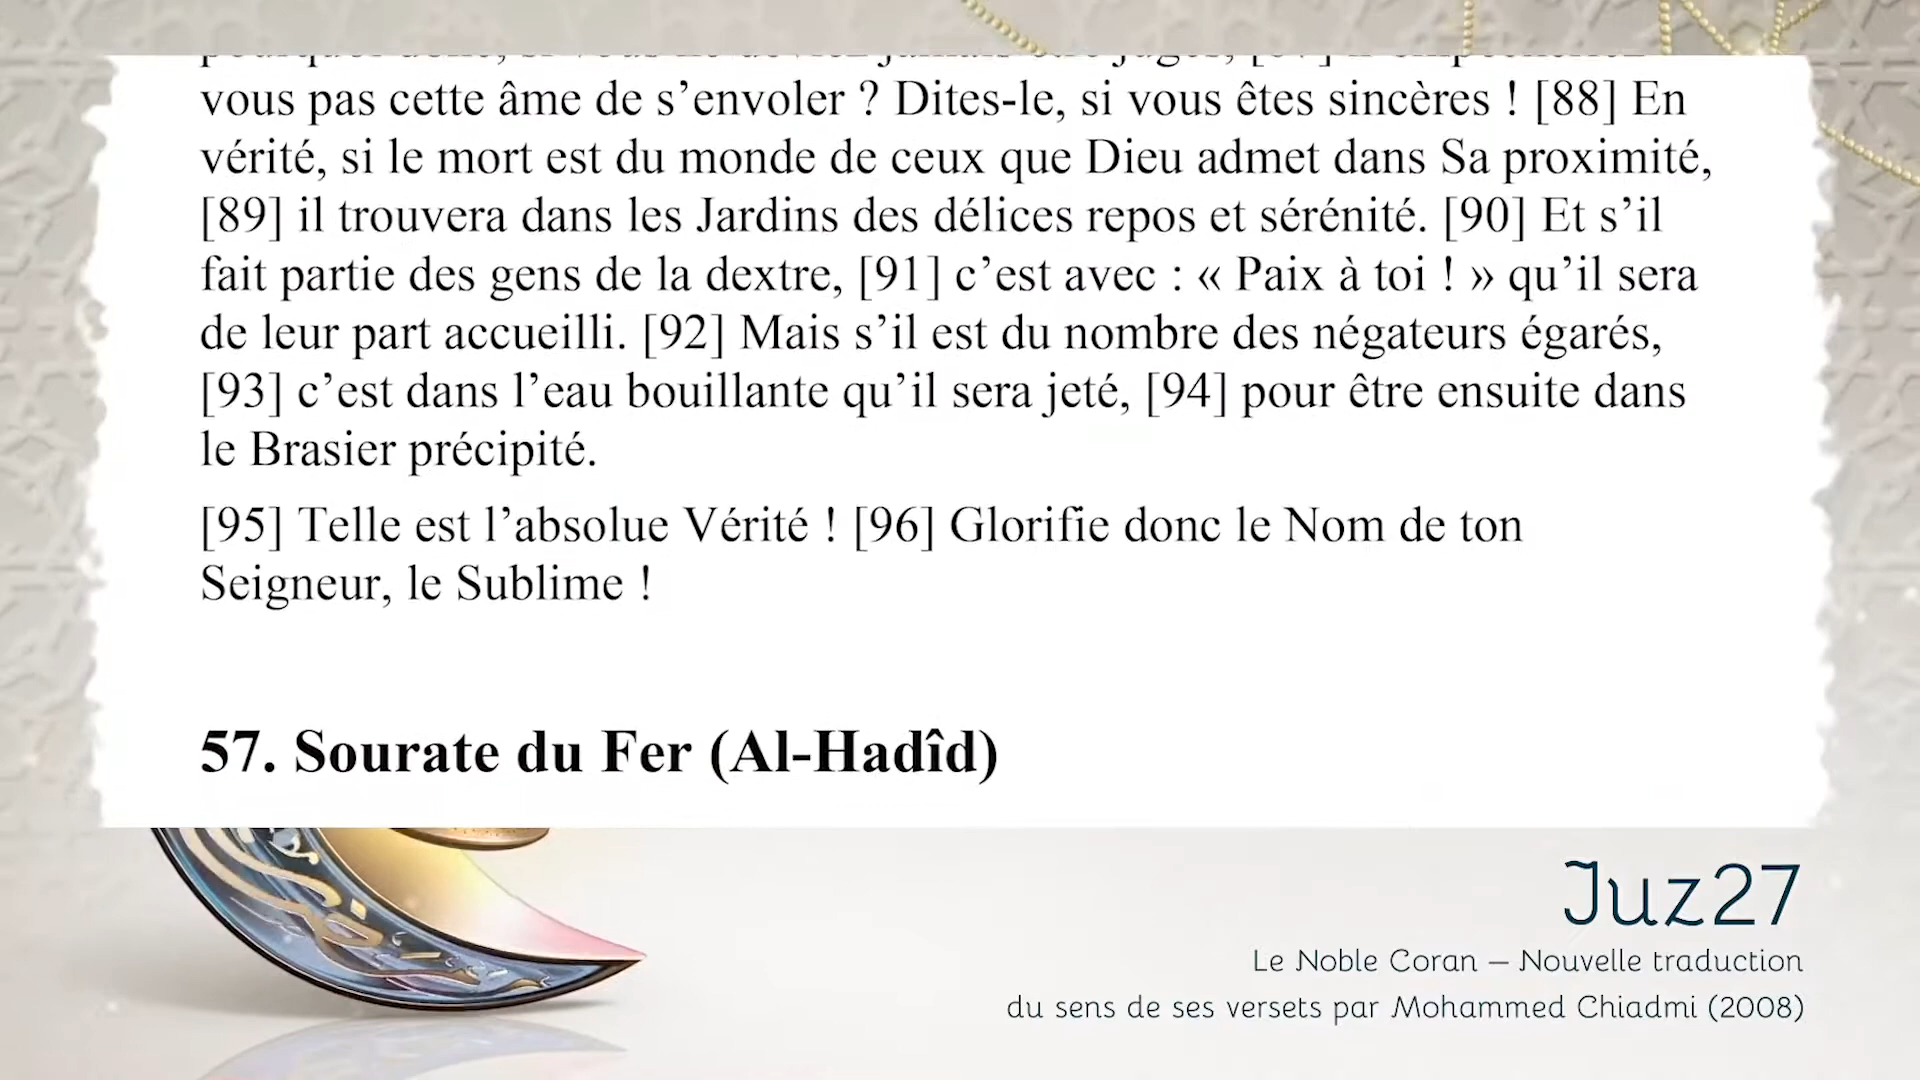 vous pas cette âme de s’envoler ? Dites-le, si vous êtes sincères ! [88] En
vérité, si le mort est du monde de ceux que Dieu admet dans Sa proximité,
[89] il trouvera dans les Jardins des délices repos et sérénité. [90] Et s’il
fait partie des gens de la dextre, [91] c’est avec : « Paix à toi ! » qu’il sera
de leur part accueilli. [92] Mais s’il est du nombre des négateurs égarés,
[93] c’est dans l’eau bouillante qu’il sera jeté, [94] pour être ensuite dans
le Brasier précipité.
[95] Telle est l’absolue Vérité ! [96] Glorifie donc le Nom de ton
Seigneur, le Sublime !
57. Sourate du Fer (Al-Hadîd)
Juz27
Le Noble Coran – Nouvelle traduction
du sens de ses versets par Mohammed Chiadmi (2008)